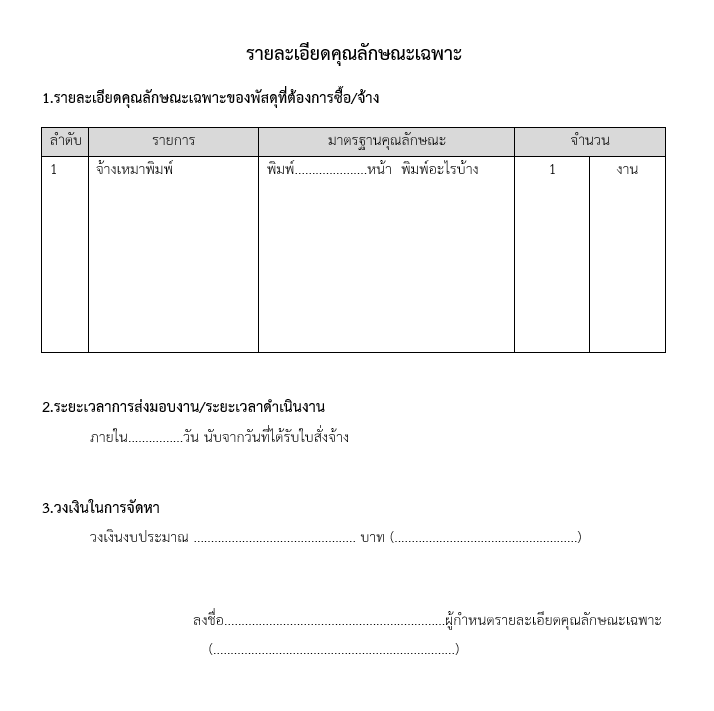 รายละเอียดคุณลักษณะเฉพาะ
1.รายละเอียดคุณลักษณะเฉพาะของพัสดุที่ต้องการซื้อ/จ้าง
ลำดับ รายการ มาตรฐานคุณลักษณะ จำนวน
1 จ้างเหมาพิมพ์ พิมพ์.....................หน้า พิมพ์อะไรบ้าง 1 งาน
2.ระยะเวลาการส่งมอบงาน/ระยะเวลาดำเนินงาน
ภายใน................วัน นับจากวันที่ได้รับใบสั่งจ้าง
3.วงเงินในการจัดหา
วงเงินงบประมาณ ............................................... บาท (.....................................................)
ลงชื่อ................................................................ผู้กำหนดรายละเอียดคุณลักษณะเฉพาะ
(......................................................................)